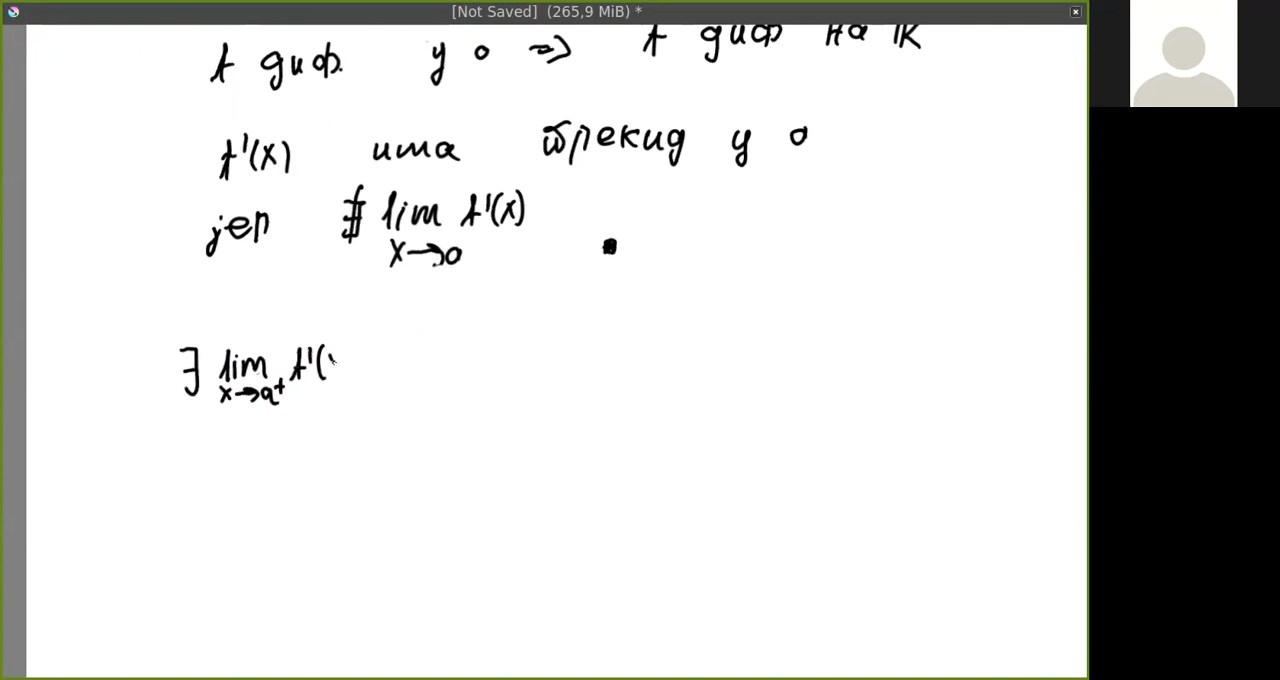 [Not Saved] (265,9 MiB) *
f диф. у 0 => f диф на ℝ
f'(x) има прекид у 0
јер ∄ lim f'(x)
x→0
∃ lim f'(
x→a⁺